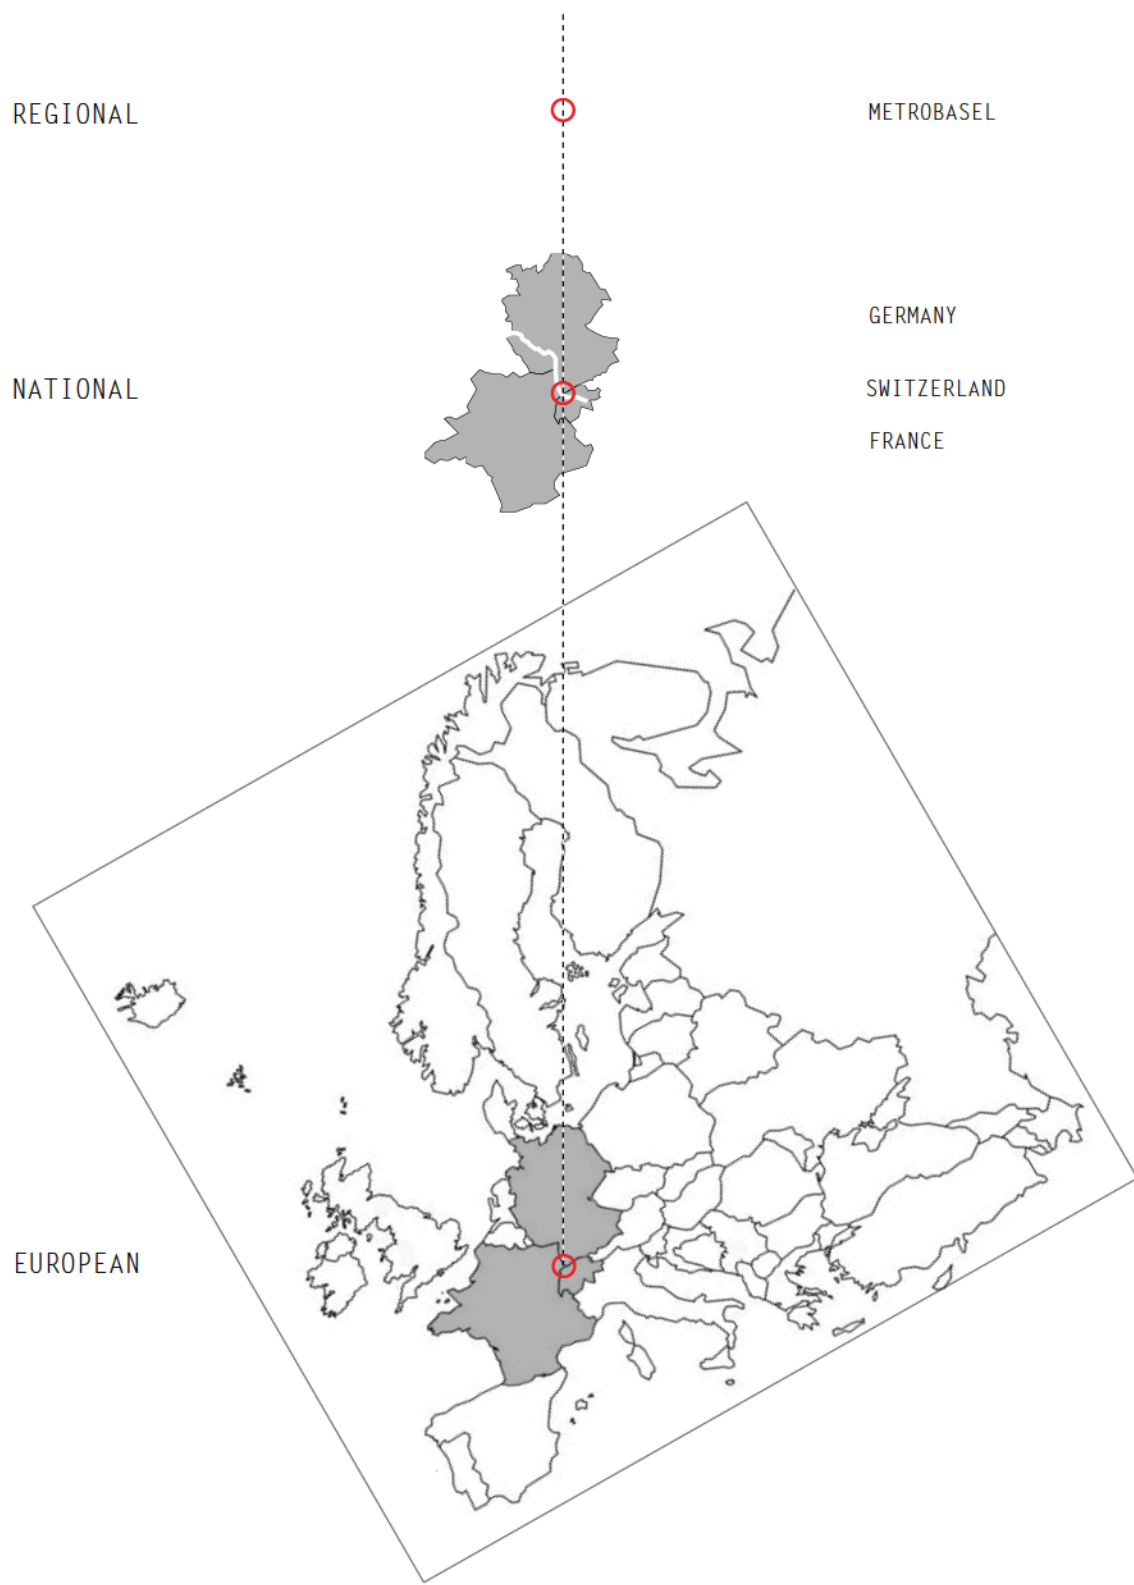 REGIONAL
METROBASEL
GERMANY
NATIONAL
SWITZERLAND
FRANCE
EUROPEAN